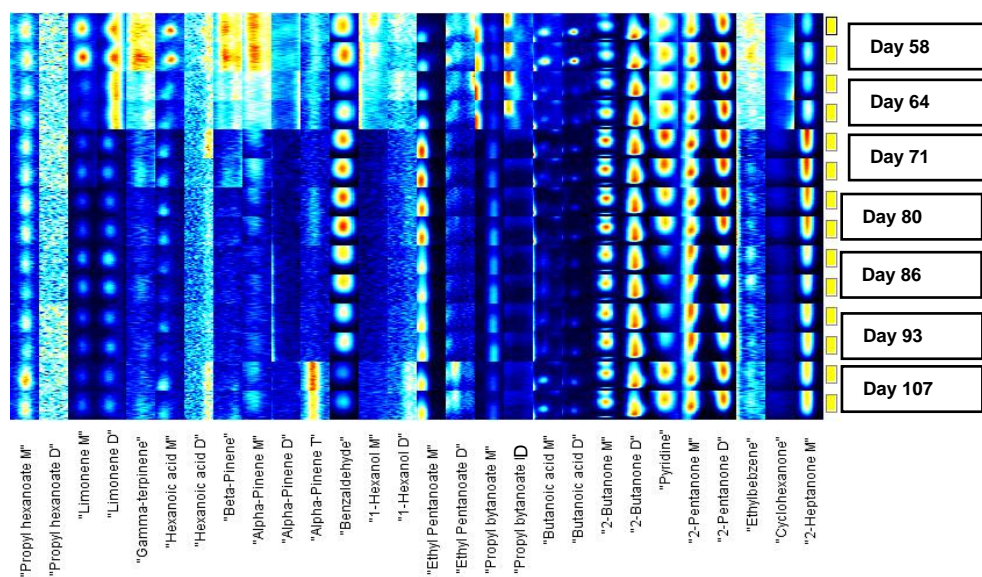 Day 58
Day 64
Day 71
Day 80
Day 86
Day 93
Day 107
"Propyl hexanoate M"
"Propyl hexanoate D"
"Limonene M"
"Limonene D"
"Gamma-terpinene"
"Hexanoic acid M"
"Hexanoic acid D"
"Beta-Pinene"
"Alpha-Pinene M"
"Alpha-Pinene D"
"Alpha-Pinene T"
"Benzaldehyde"
"1-Hexanol M"
"1-Hexanol D"
"Ethyl Pentanoate M"
"Ethyl Pentanoate D"
"Propyl bytanoate M"
"Propyl bytanoate D
"Butanoic acid M"
"Butanoic acid D"
"2-Butanone M"
"2-Butanone D"
"Pyridine"
"2-Pentanone M"
"2-Pentanone D"
"Ethylbebzene"
"Cyclohexanone"
"2-Heptanone M"